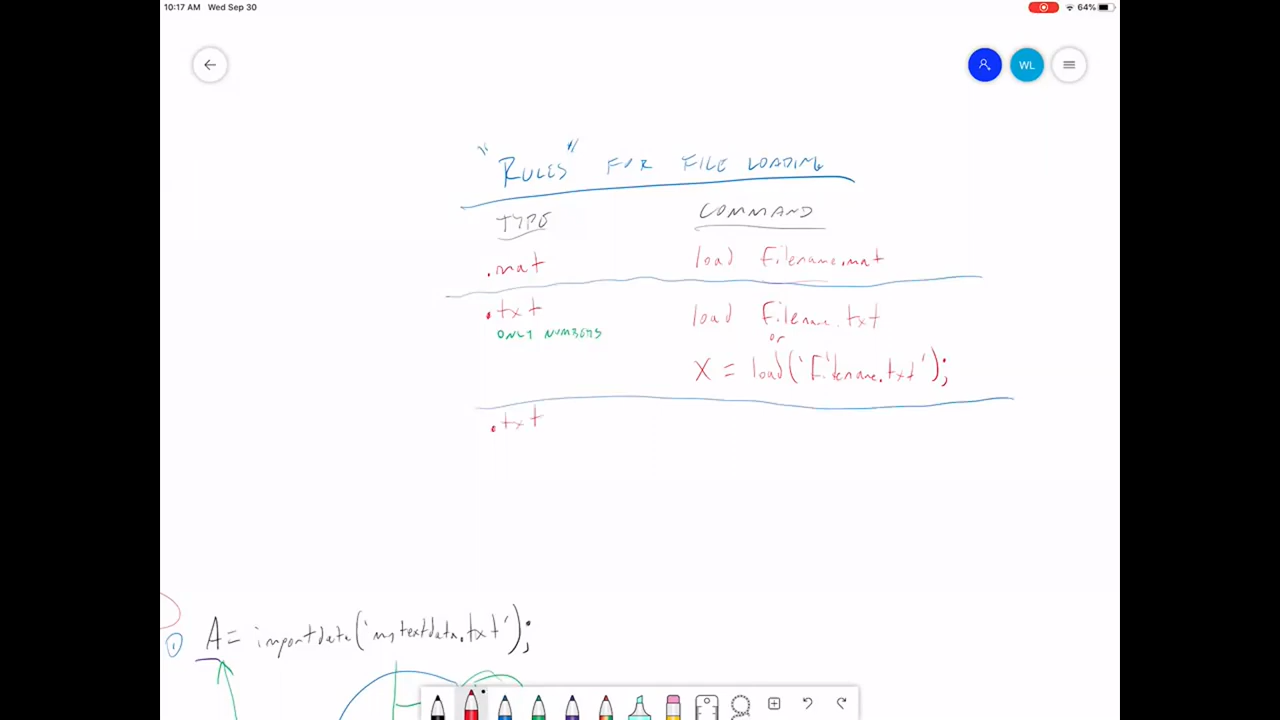 10:17 AM Wed Sep 30
64%
WL
"RULES" FOR FILE LOADING
TYPE COMMAND
.mat load Filename.mat
.txt load Filename.txt
ONLY NUMBERS
or
X = load('Filename.txt');
.txt
① A = importdata('mytextdata.txt');